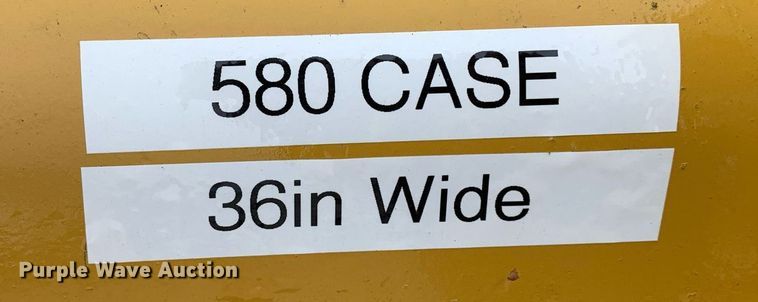 580 CASE
36in Wide
Purple Wave Auction